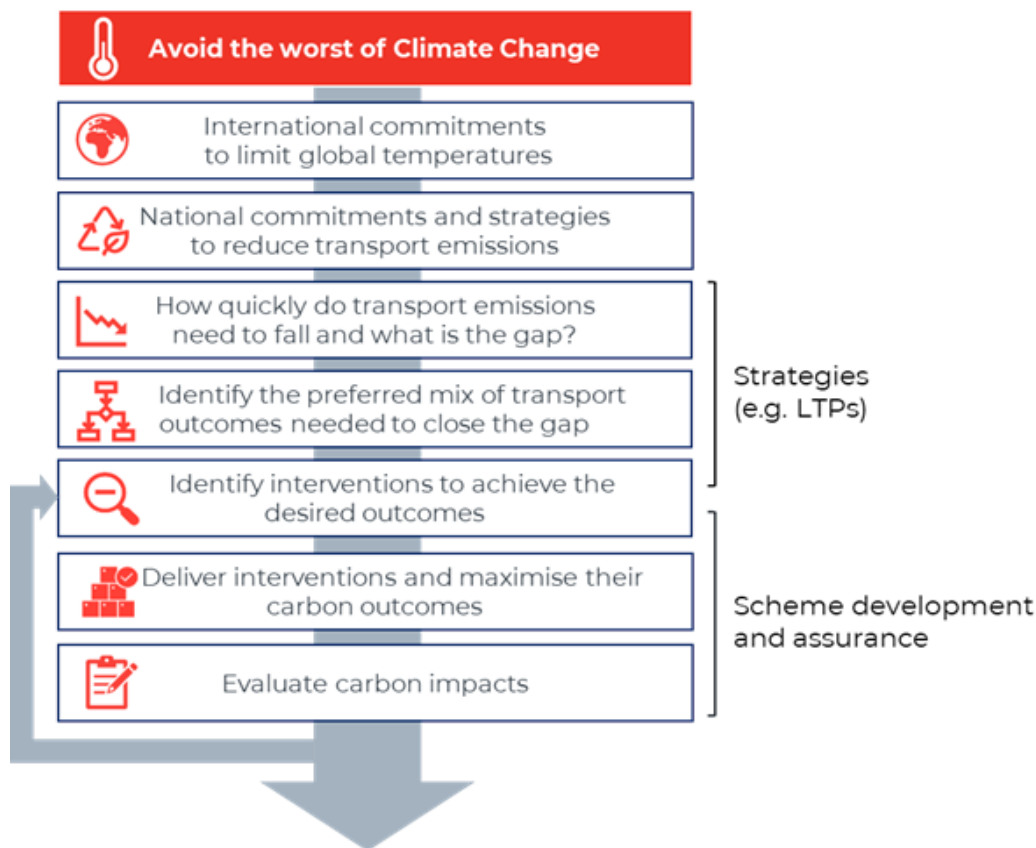 Avoid the worst of Climate Change
International commitments
to limit global temperatures
National commitments and strategies
to reduce transport emissions
How quickly do transport emissions
need to fall and what is the gap?
Identify the preferred mix of transport
outcomes needed to close the gap
Identify interventions to achieve the
desired outcomes
Deliver interventions and maximise their
carbon outcomes
Evaluate carbon impacts
Strategies
(e.g. LTPs)
Scheme development
and assurance